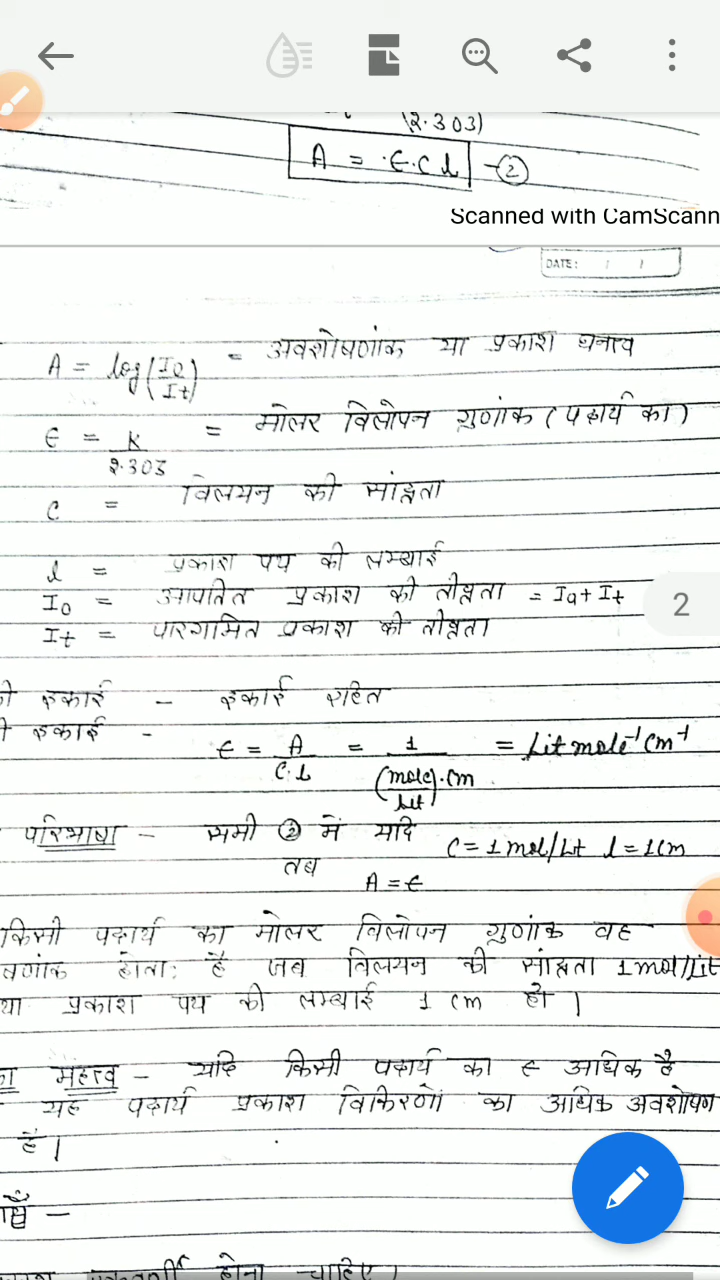 (2.303)
A = ε.C l -②
Scanned with CamScann
DATE:
A = log(I0/It) = अवशोषणांक या प्रकाश घनत्व
ε = K/2.303 = मोलर विलोपन गुणांक (पदार्थ का)
C = विलयन की सांद्रता
l = प्रकाश पथ की लम्बाई
I0 = आपतित प्रकाश की तीव्रता = Ia + It
It = पारगामित प्रकाश की तीव्रता
2
की इकाई - इकाई रहित
इकाई -
ε = A/C.l = 1/(mole/Lit).cm = Lit mole⁻¹ cm⁻¹
परिभाषा - समी ② में यदि C = 1 mol/Lit l = 1cm
तब
A = ε
किसी पदार्थ का मोलर विलोपन गुणांक वह
षणांक होता है जब विलयन की सांद्रता 1 mol/Lit
था प्रकाश पथ की लम्बाई 1 cm हो।
का महत्व - यदि किसी पदार्थ का ε अधिक है
यह पदार्थ प्रकाश विकिरणों का अधिक अवशोषण
है।
होना चाहिए।